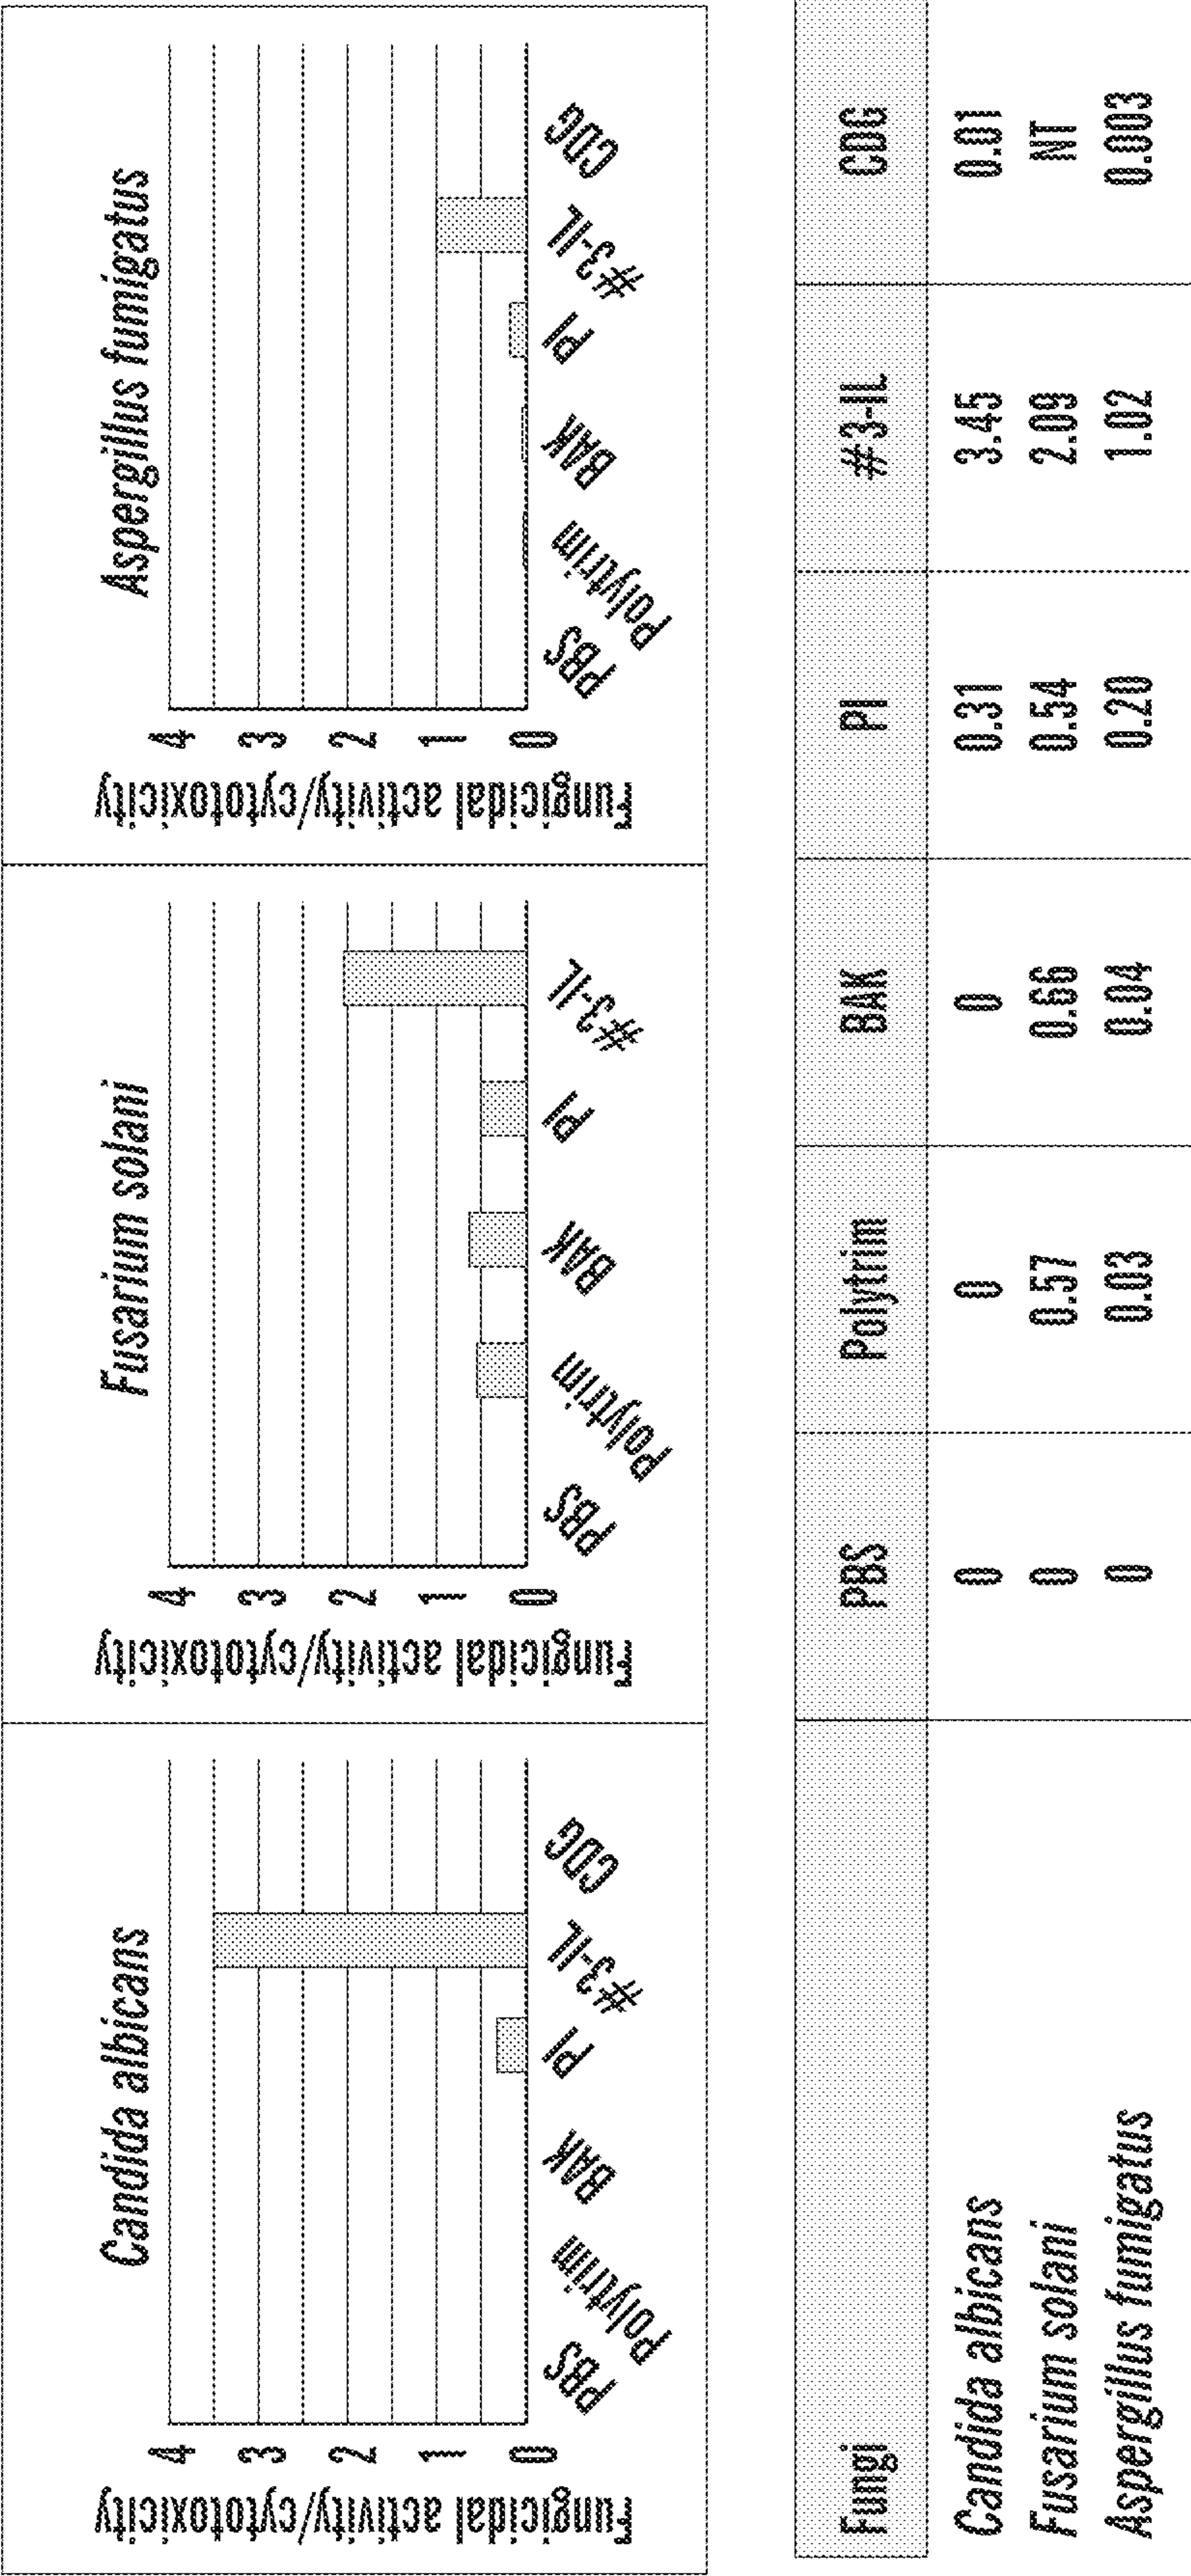 Candida albicans
Fungicidal activity/cytotoxicity
4
3
2
1
0
PBS
Polytrim
BAK
PI
#3-IL
CDG
Fusarium solani
Fungicidal activity/cytotoxicity
4
3
2
1
0
PBS
Polytrim
BAK
PI
#3-IL
Aspergillus fumigatus
Fungicidal activity/cytotoxicity
4
3
2
1
0
PBS
Polytrim
BAK
PI
#3-IL
CDG
Fungi PBS Polytrim BAK PI #3-IL CDG
Candida albicans 0 0 0 0.31 3.45 0.01
Fusarium solani 0 0.57 0.66 0.54 2.09 NT
Aspergillus fumigatus 0 0.03 0.04 0.20 1.02 0.003